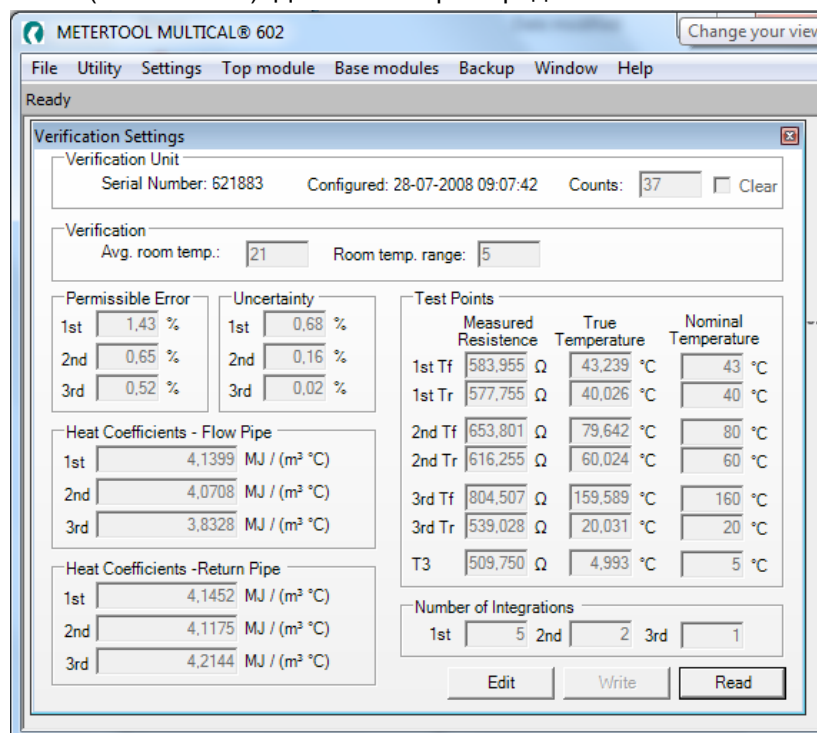 METERTOOL MULTICAL® 602
Change your view
File Utility Settings Top module Base modules Backup Window Help
Ready
Verification Settings
Verification Unit
Serial Number: 621883 Configured: 28-07-2008 09:07:42 Counts: 37 Clear
Verification
Avg. room temp.: 21 Room temp. range: 5
Permissible Error
1st 1,43 %
2nd 0,65 %
3rd 0,52 %
Uncertainty
1st 0,68 %
2nd 0,16 %
3rd 0,02 %
Heat Coefficients - Flow Pipe
1st 4,1399 MJ / (m³ °C)
2nd 4,0708 MJ / (m³ °C)
3rd 3,8328 MJ / (m³ °C)
Heat Coefficients -Return Pipe
1st 4,1452 MJ / (m³ °C)
2nd 4,1175 MJ / (m³ °C)
3rd 4,2144 MJ / (m³ °C)
Test Points
Measured Resistence True Temperature Nominal Temperature
1st Tf 583,955 Ω 43,239 °C 43 °C
1st Tr 577,755 Ω 40,026 °C 40 °C
2nd Tf 653,801 Ω 79,642 °C 80 °C
2nd Tr 616,255 Ω 60,024 °C 60 °C
3rd Tf 804,507 Ω 159,589 °C 160 °C
3rd Tr 539,028 Ω 20,031 °C 20 °C
T3 509,750 Ω 4,993 °C 5 °C
Number of Integrations
1st 5 2nd 2 3rd 1
Edit Write Read